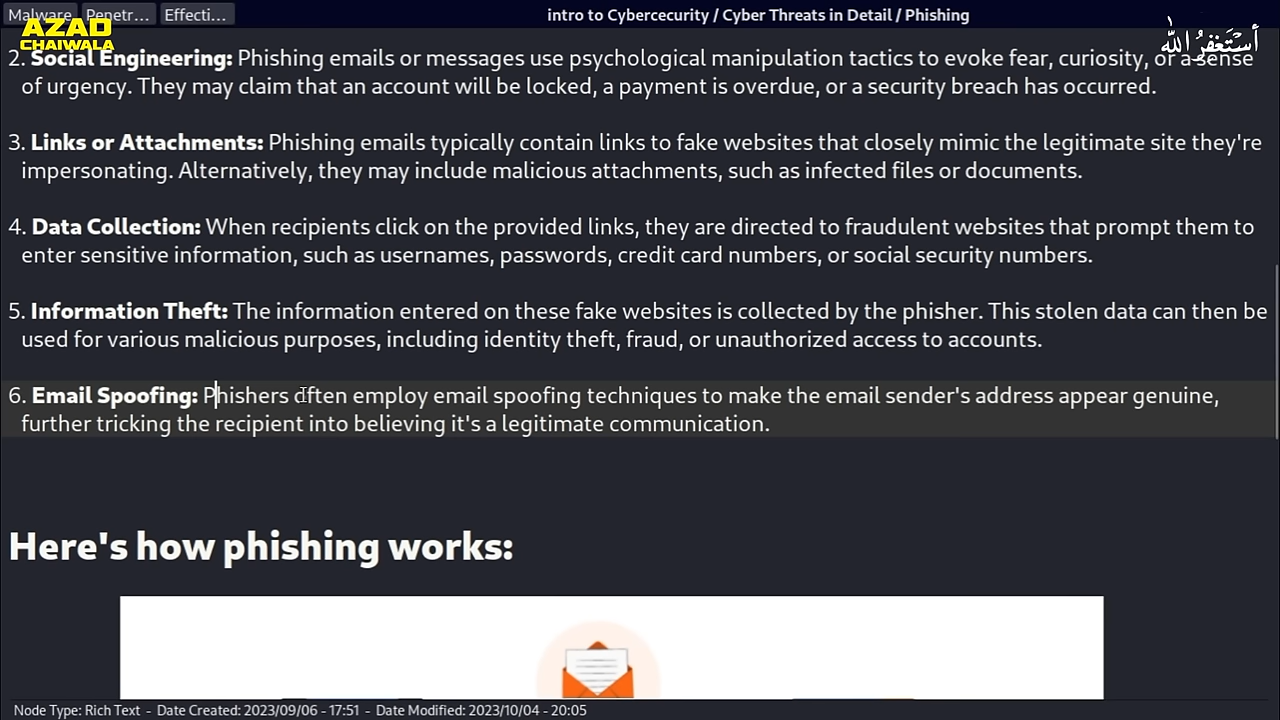 Malware Penetr... Effecti...
intro to Cybercecurity / Cyber Threats in Detail / Phishing
AZAD
CHAIWALA
أستغفر الله
2. Social Engineering: Phishing emails or messages use psychological manipulation tactics to evoke fear, curiosity, or a sense
of urgency. They may claim that an account will be locked, a payment is overdue, or a security breach has occurred.
3. Links or Attachments: Phishing emails typically contain links to fake websites that closely mimic the legitimate site they're
impersonating. Alternatively, they may include malicious attachments, such as infected files or documents.
4. Data Collection: When recipients click on the provided links, they are directed to fraudulent websites that prompt them to
enter sensitive information, such as usernames, passwords, credit card numbers, or social security numbers.
5. Information Theft: The information entered on these fake websites is collected by the phisher. This stolen data can then be
used for various malicious purposes, including identity theft, fraud, or unauthorized access to accounts.
6. Email Spoofing: Phishers often employ email spoofing techniques to make the email sender's address appear genuine,
further tricking the recipient into believing it's a legitimate communication.
Here's how phishing works:
Node Type: Rich Text - Date Created: 2023/09/06 - 17:51 - Date Modified: 2023/10/04 - 20:05